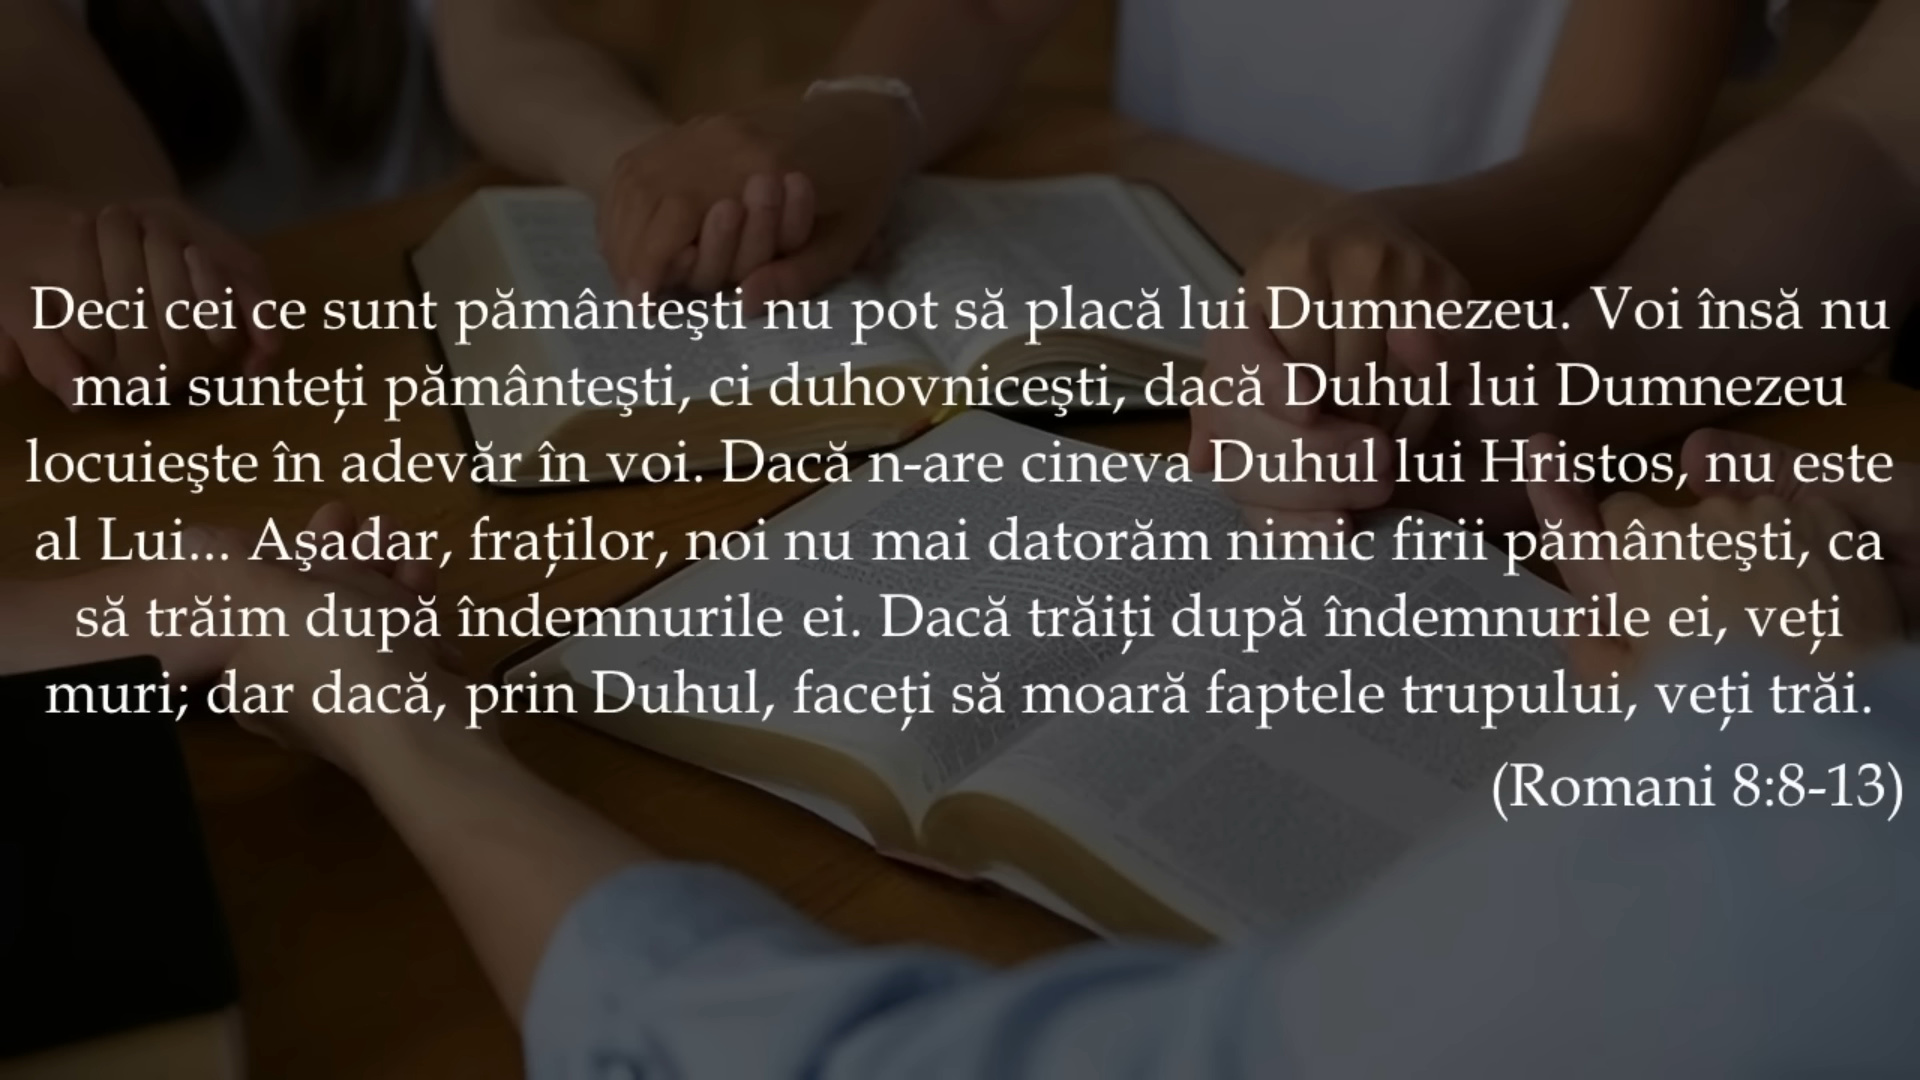 Deci cei ce sunt pământeşti nu pot să placă lui Dumnezeu. Voi însă nu
mai sunteți pământeşti, ci duhovniceşti, dacă Duhul lui Dumnezeu
locuieşte în adevăr în voi. Dacă n-are cineva Duhul lui Hristos, nu este
al Lui... Aşadar, fraților, noi nu mai datorăm nimic firii pământeşti, ca
să trăim după îndemnurile ei. Dacă trăiți după îndemnurile ei, veți
muri; dar dacă, prin Duhul, faceți să moară faptele trupului, veți trăi.
(Romani 8:8-13)